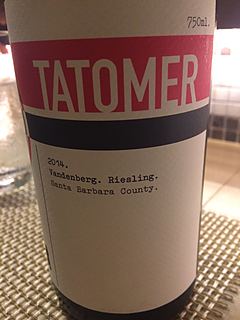 750ml.
TATOMER
2014.
Vandenberg. Riesling.
Santa Barbara County.